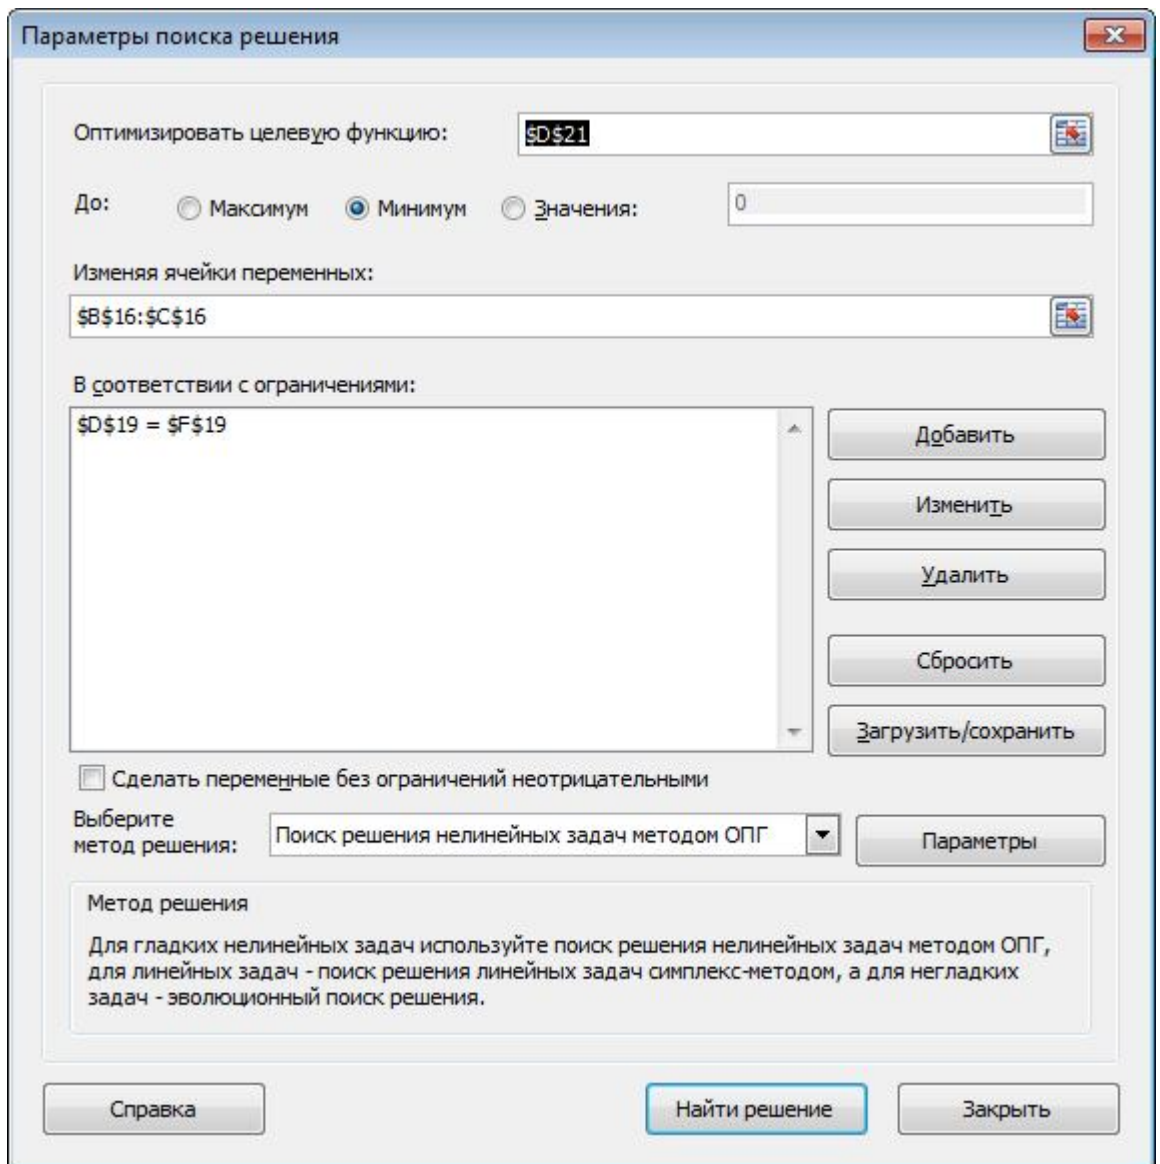 Параметры поиска решения
Оптимизировать целевую функцию: $D$21
До: Максимум Минимум Значения: 0
Изменяя ячейки переменных:
$B$16:$C$16
В соответствии с ограничениями:
$D$19 = $F$19
Добавить
Изменить
Удалить
Сбросить
Загрузить/сохранить
Сделать переменные без ограничений неотрицательными
Выберите
метод решения:
Поиск решения нелинейных задач методом ОПГ
Параметры
Метод решения
Для гладких нелинейных задач используйте поиск решения нелинейных задач методом ОПГ,
для линейных задач - поиск решения линейных задач симплекс-методом, а для негладких
задач - эволюционный поиск решения.
Справка Найти решение Закрыть